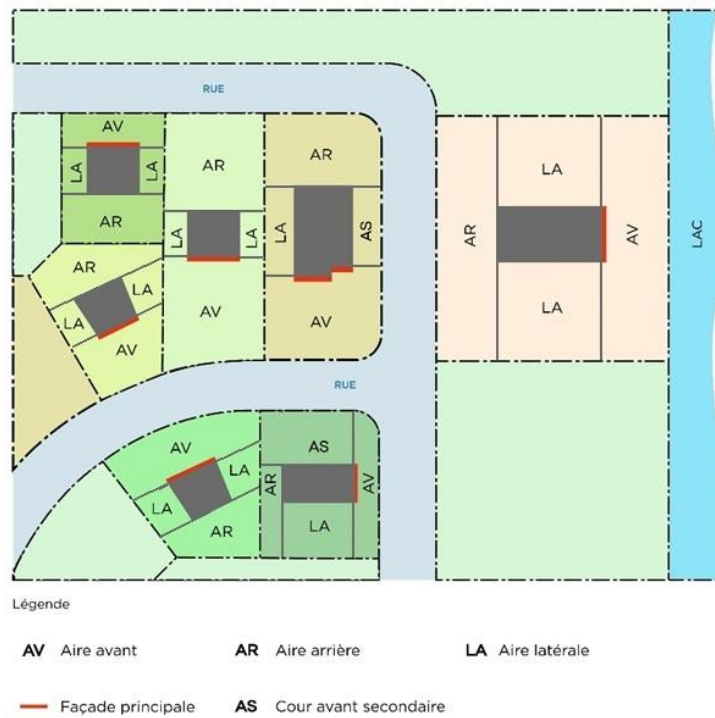 RUE
AV
LA LA
AR
AR
LA LA
AV
AR
LA AS
AV
LA
AR AV
LA
LAC
AR
LA
LA
AV
RUE
AV
LA
LA
AR
AS
AR AV
LA
Légende
AV Aire avant AR Aire arrière LA Aire latérale
Façade principale AS Cour avant secondaire